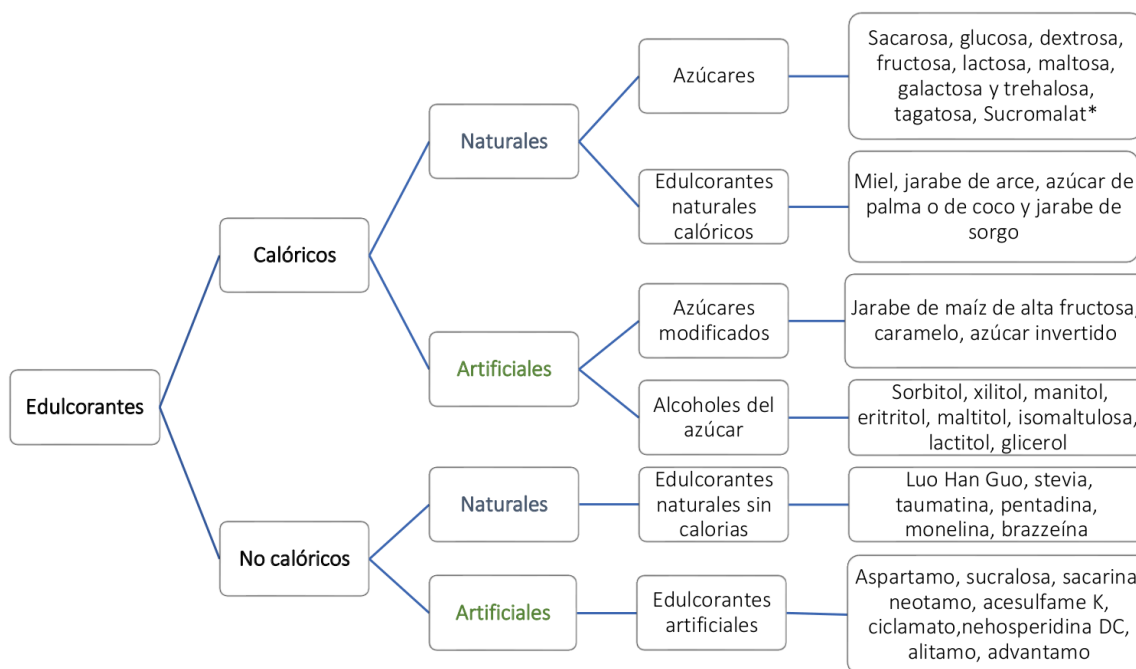 Edulcorantes
Calóricos
Naturales
Azúcares
Sacarosa, glucosa, dextrosa,
fructosa, lactosa, maltosa,
galactosa y trehalosa,
tagatosa, Sucromalat*
Edulcorantes
naturales
calóricos
Miel, jarabe de arce, azúcar de
palma o de coco y jarabe de
sorgo
Artificiales
Azúcares
modificados
Jarabe de maíz de alta fructosa,
caramelo, azúcar invertido
Alcoholes del
azúcar
Sorbitol, xilitol, manitol,
eritritol, maltitol, isomaltulosa,
lactitol, glicerol
No calóricos
Naturales
Edulcorantes
naturales sin
calorias
Luo Han Guo, stevia,
taumatina, pentadina,
monelina, brazzeína
Artificiales
Edulcorantes
artificiales
Aspartamo, sucralosa, sacarina,
neotamo, acesulfame K,
ciclamato,nehosperidina DC,
alitamo, advantamo